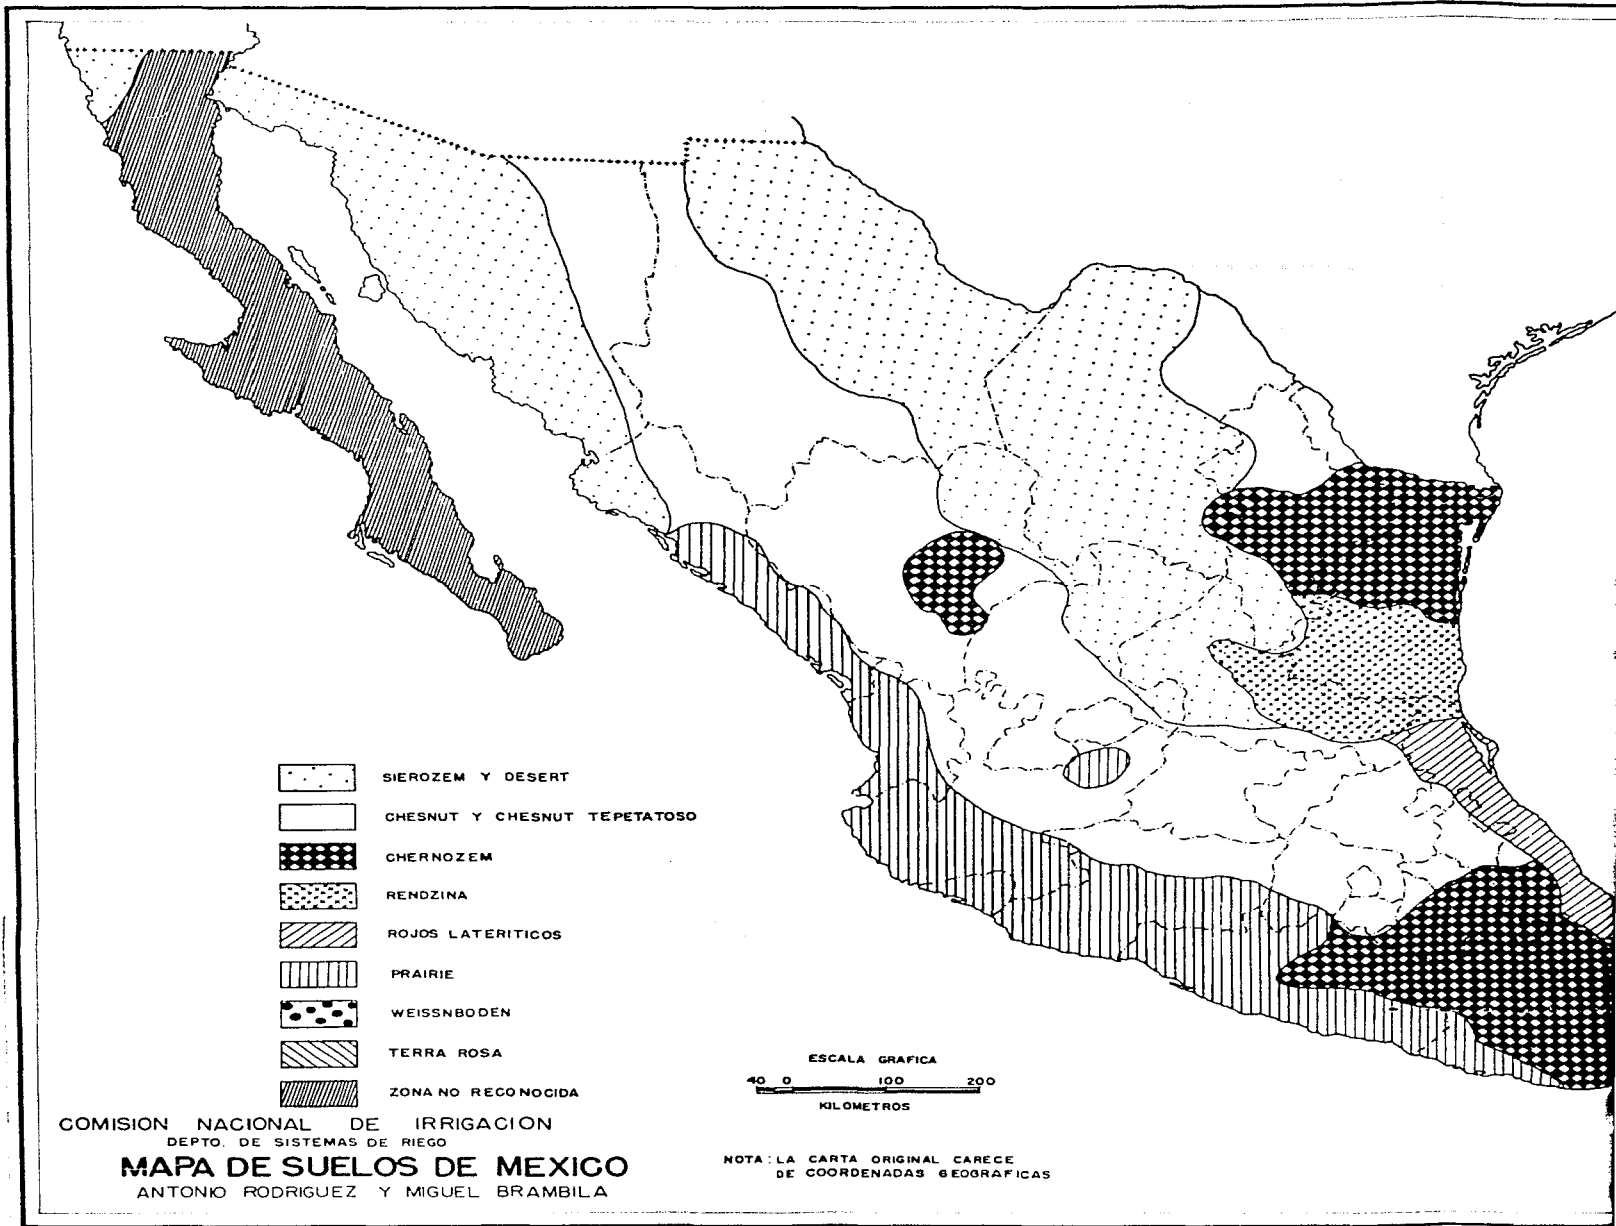 SIEROZEM Y DESERT
CHESNUT Y CHESNUT TEPETATOSO
CHERNOZEM
RENDZINA
ROJOS LATERITICOS
PRAIRIE
WEISSNBODEN
TERRA ROSA
ZONA NO RECONOCIDA
COMISION NACIONAL DE IRRIGACION
DEPTO. DE SISTEMAS DE RIEGO
MAPA DE SUELOS DE MEXICO
ANTONIO RODRIGUEZ Y MIGUEL BRAMBILA
ESCALA GRAFICA
40 0 100 200
KILOMETROS
NOTA: LA CARTA ORIGINAL CARECE
DE COORDENADAS GEOGRAFICAS